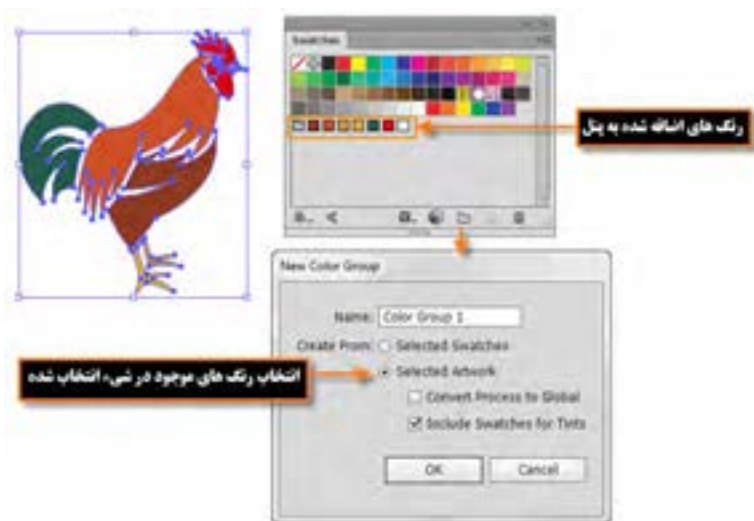 Swatches
رنگ های اضافه شده به پنل
New Color Group
Name: Color Group 1
Create From: Selected Swatches
Selected Artwork
انتخاب رنگ های موجود در شیء انتخاب شده
Convert Process to Global
Include Swatches for Tints
OK
Cancel